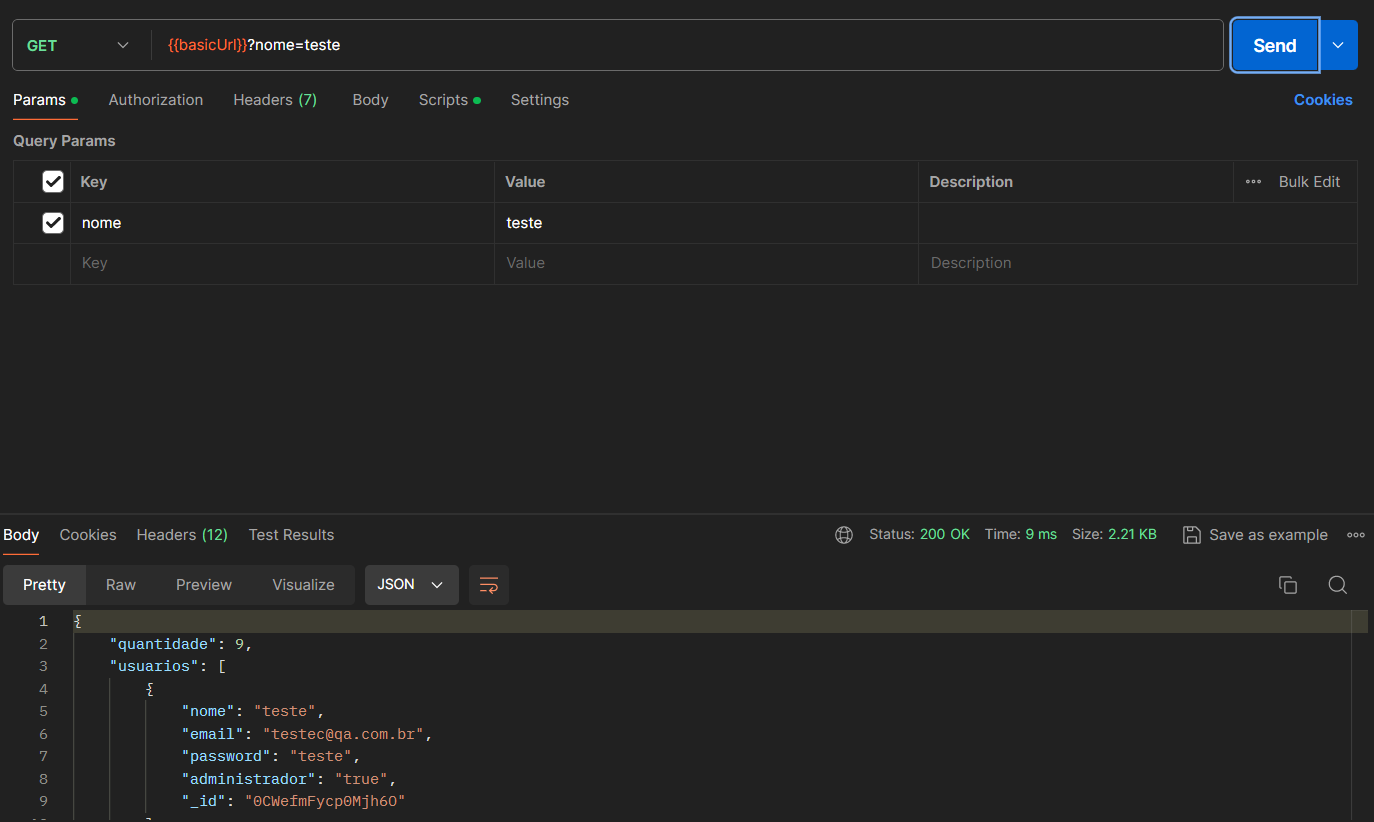 GET {{basicUrl}}?nome=teste Send
Params Authorization Headers (7) Body Scripts Settings Cookies
Query Params
Key Value Description Bulk Edit
nome teste
Key Value Description
Body Cookies Headers (12) Test Results Status: 200 OK Time: 9 ms Size: 2.21 KB Save as example
Pretty Raw Preview Visualize JSON
1 {
2 "quantidade": 9,
3 "usuarios": [
4 {
5 "nome": "teste",
6 "email": "testec@qa.com.br",
7 "password": "teste",
8 "administrador": "true",
9 "_id": "0CWefmFycp0Mjh6O"